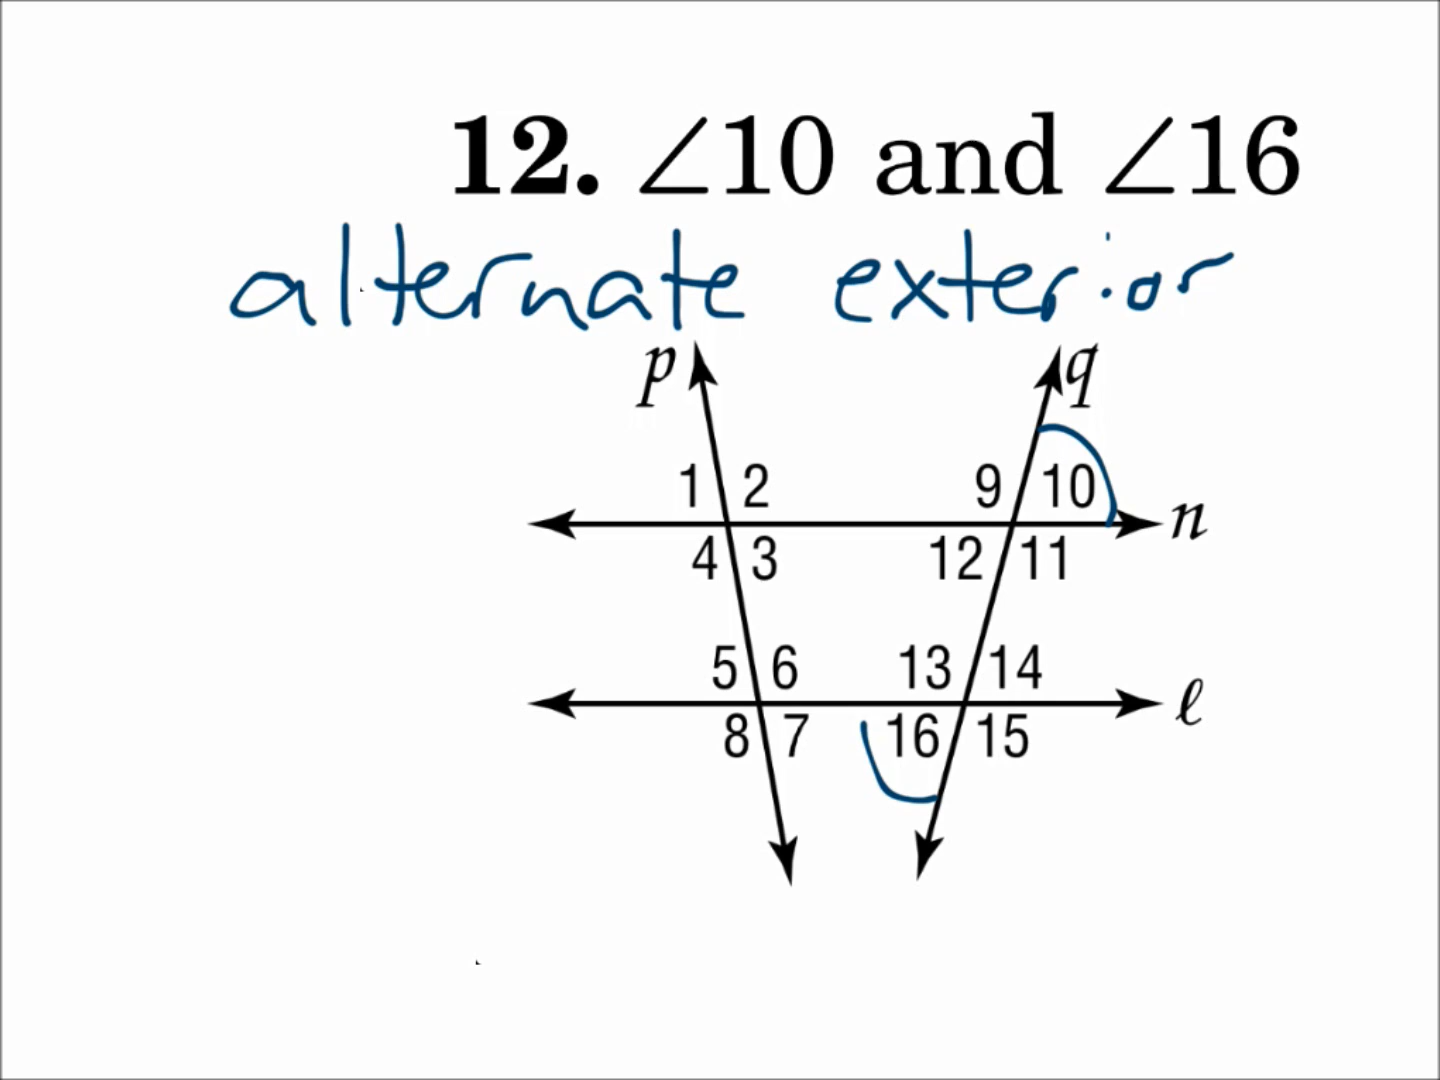 12. ∠10 and ∠16
alternate exterior
p q
1 2 9 10
n
4 3 12 11
5 6 13 14
ℓ
8 7 16 15